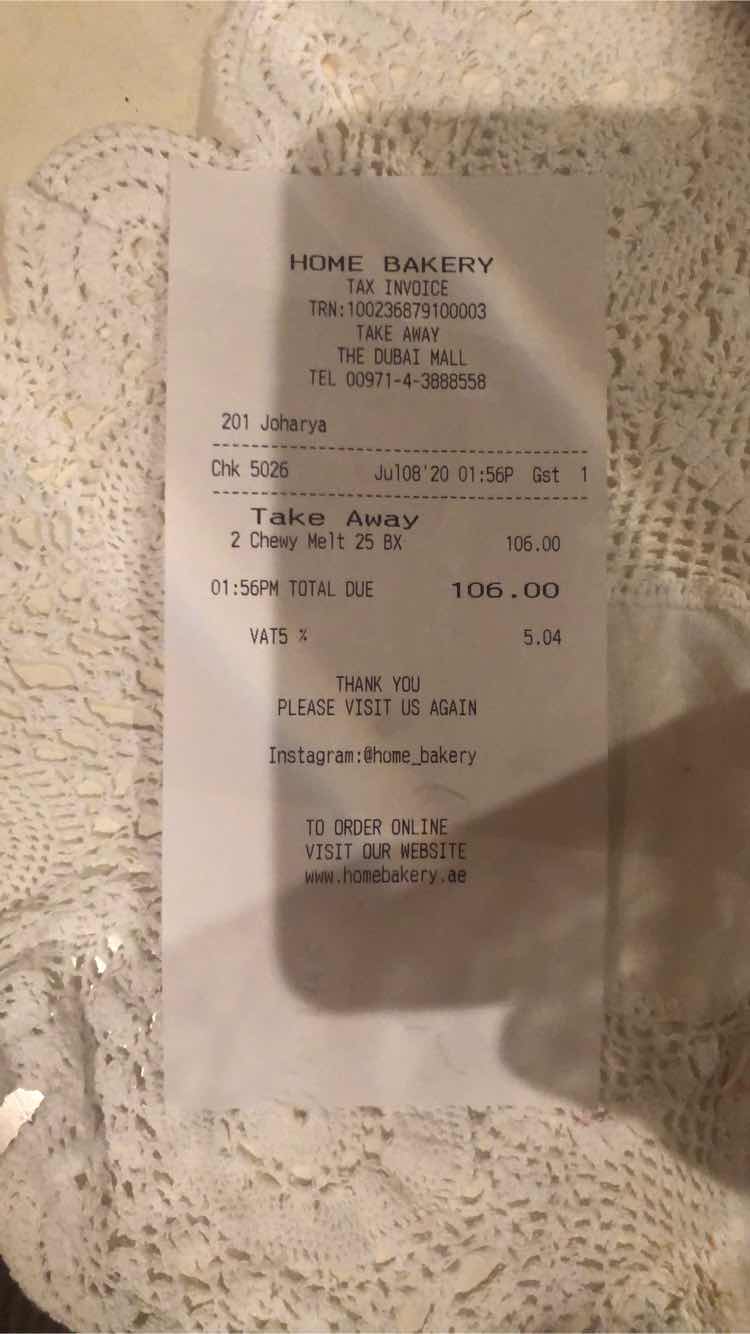 HOME BAKERY
TAX INVOICE
TRN:100236879100003
TAKE AWAY
THE DUBAI MALL
TEL 00971-4-3888558
201 Joharya
Chk 5026 Jul08'20 01:56P Gst 1
Take Away
2 Chewy Melt 25 BX 106.00
01:56PM TOTAL DUE 106.00
VAT5 % 5.04
THANK YOU
PLEASE VISIT US AGAIN
Instagram:@home_bakery
TO ORDER ONLINE
VISIT OUR WEBSITE
www.homebakery.ae